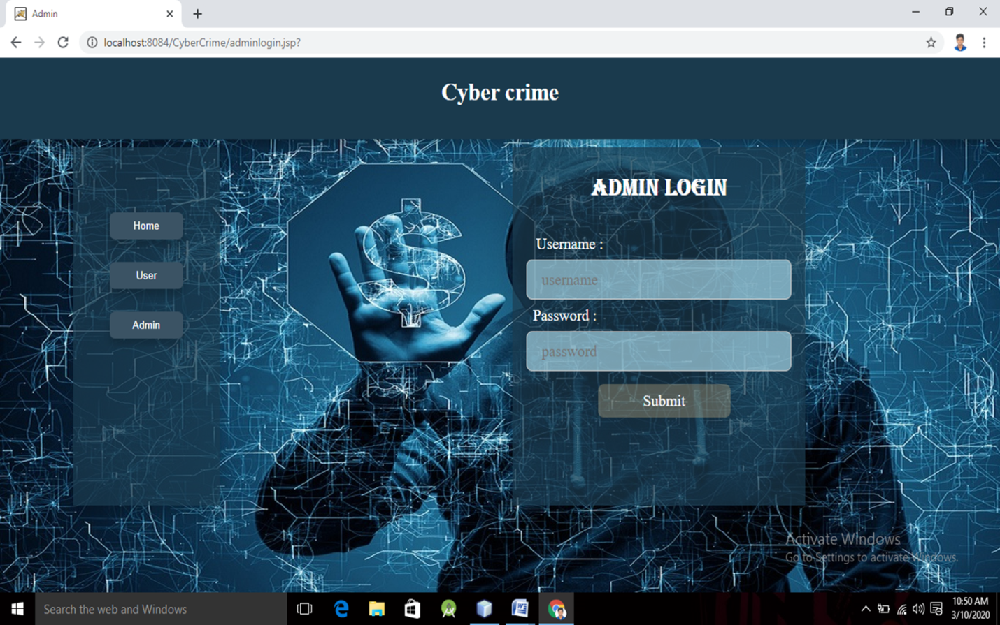 Admin
localhost:8084/CyberCrime/adminlogin.jsp?
Cyber crime
Home
User
Admin
ADMIN LOGIN
Username :
username
Password :
password
Submit
Activate Windows
Go to Settings to activate Windows.
Search the web and Windows
10:50 AM
3/10/2020